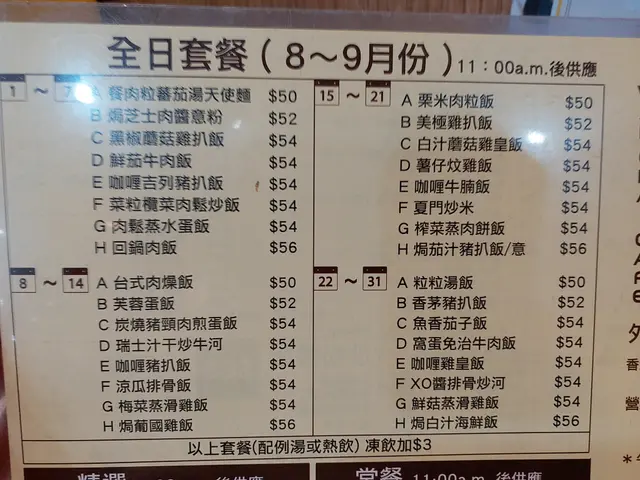 全日套餐(8～9月份)11：00a.m.後供應
1 ～ 7
A 餐肉粒蕃茄湯天使麵 $50
B 焗芝士肉醬意粉 $52
C 黑椒蘑菇雞扒飯 $54
D 鮮茄牛肉飯 $54
E 咖喱吉列豬扒飯 $54
F 菜粒欖菜肉鬆炒飯 $54
G 肉鬆蒸水蛋飯 $54
H 回鍋肉飯 $56
8 ～ 14
A 台式肉燥飯 $50
B 芙蓉蛋飯 $52
C 炭燒豬頸肉煎蛋飯 $54
D 瑞士汁干炒牛河 $54
E 咖喱豬扒飯 $54
F 涼瓜排骨飯 $54
G 梅菜蒸滑雞飯 $54
H 焗葡國雞飯 $56
15 ～ 21
A 栗米肉粒飯 $50
B 美極雞扒飯 $52
C 白汁蘑菇雞皇飯 $54
D 薯仔炆雞飯 $54
E 咖喱牛腩飯 $54
F 夏門炒米 $54
G 榨菜蒸肉餅飯 $54
H 焗茄汁豬扒飯/意 $56
22 ～ 31
A 粒粒湯飯 $50
B 香茅豬扒飯 $52
C 魚香茄子飯 $54
D 窩蛋免治牛肉飯 $54
E 咖喱雞皇飯 $54
F XO醬排骨炒河 $54
G 鮮菇蒸滑雞飯 $54
H 焗白汁海鮮飯 $56
以上套餐(配例湯或熱飲) 凍飲加$3
常餐 11:00a.m. 後供應